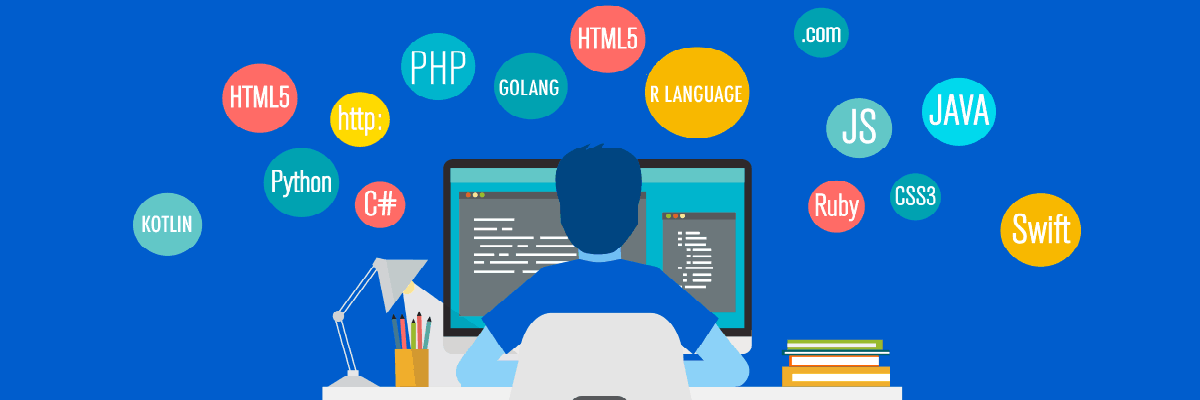 HTML5
.com
PHP
GOLANG
HTML5
R LANGUAGE
http:
JS
JAVA
Python
C#
Ruby
CSS3
KOTLIN
Swift